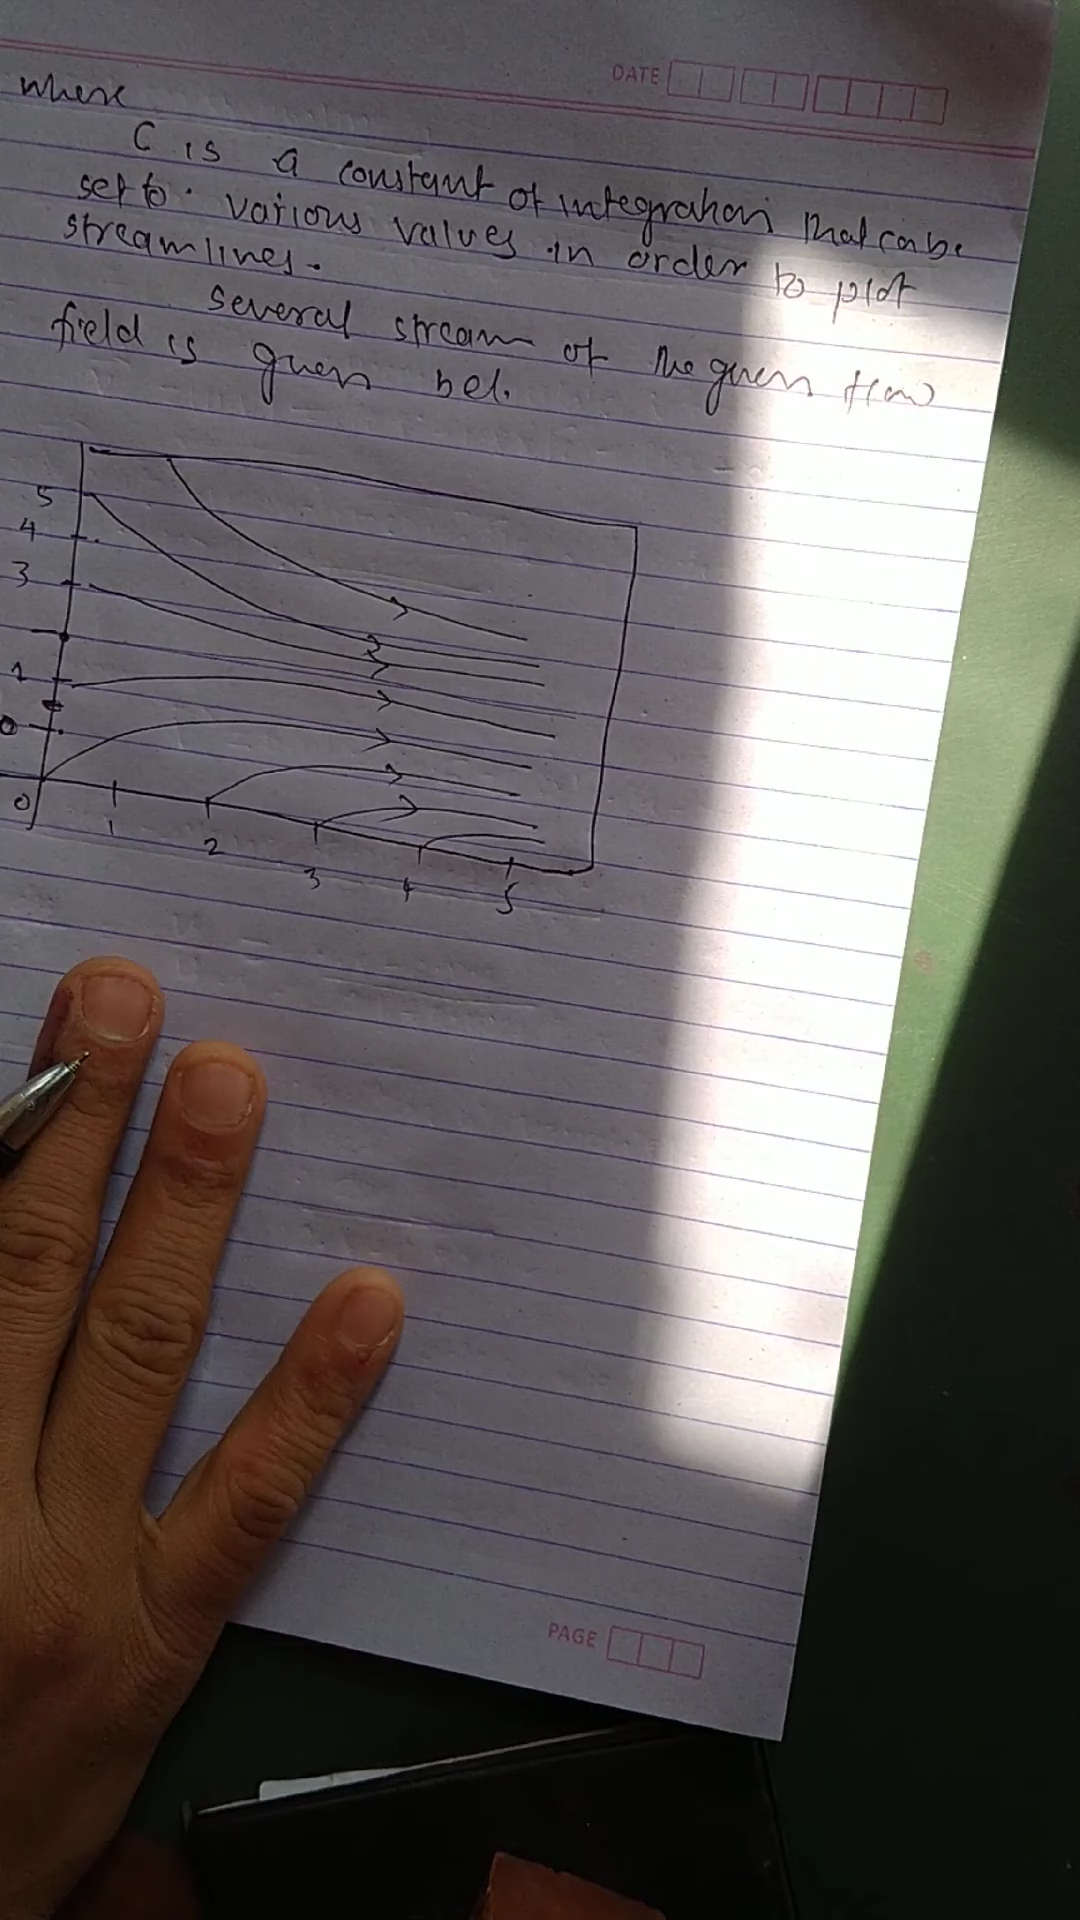 DATE
where
C is a constant of integration that can be
set to various values in order to plot
streamlines.
Several stream of the given flow
field is given bel.
5
4
3
1
0
0
1
2
3
4
5
PAGE